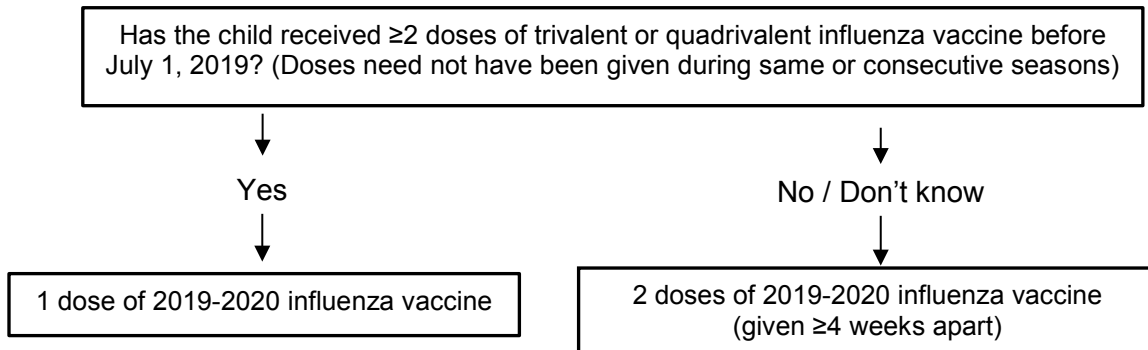 Has the child received ≥2 doses of trivalent or quadrivalent influenza vaccine before
July 1, 2019? (Doses need not have been given during same or consecutive seasons)
Yes
No / Don’t know
1 dose of 2019-2020 influenza vaccine
2 doses of 2019-2020 influenza vaccine
(given ≥4 weeks apart)